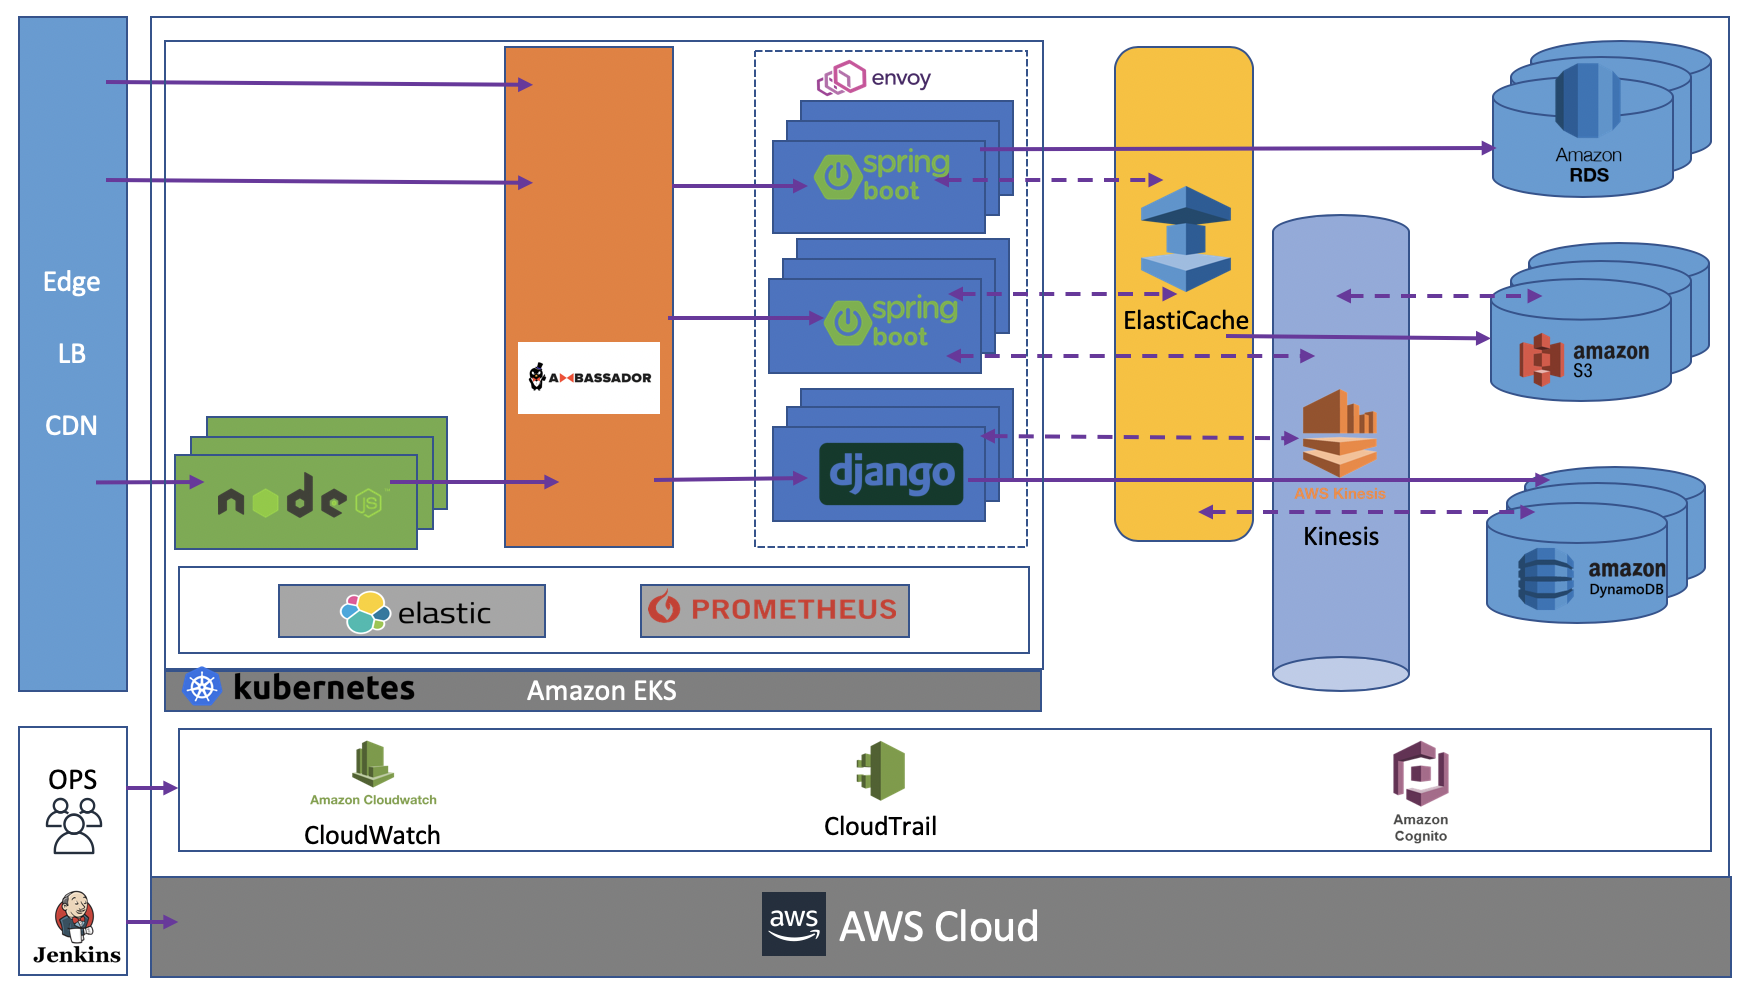 Edge
LB
CDN
node
JS
™
AMBASSADOR
envoy
spring
boot
spring
boot
django
ElastiCache
AWS Kinesis
Kinesis
Amazon
RDS
amazon
S3
amazon
DynamoDB
elastic
PROMETHEUS
kubernetes
Amazon EKS
OPS
Jenkins
Amazon Cloudwatch
CloudWatch
CloudTrail
Amazon
Cognito
aws
AWS Cloud